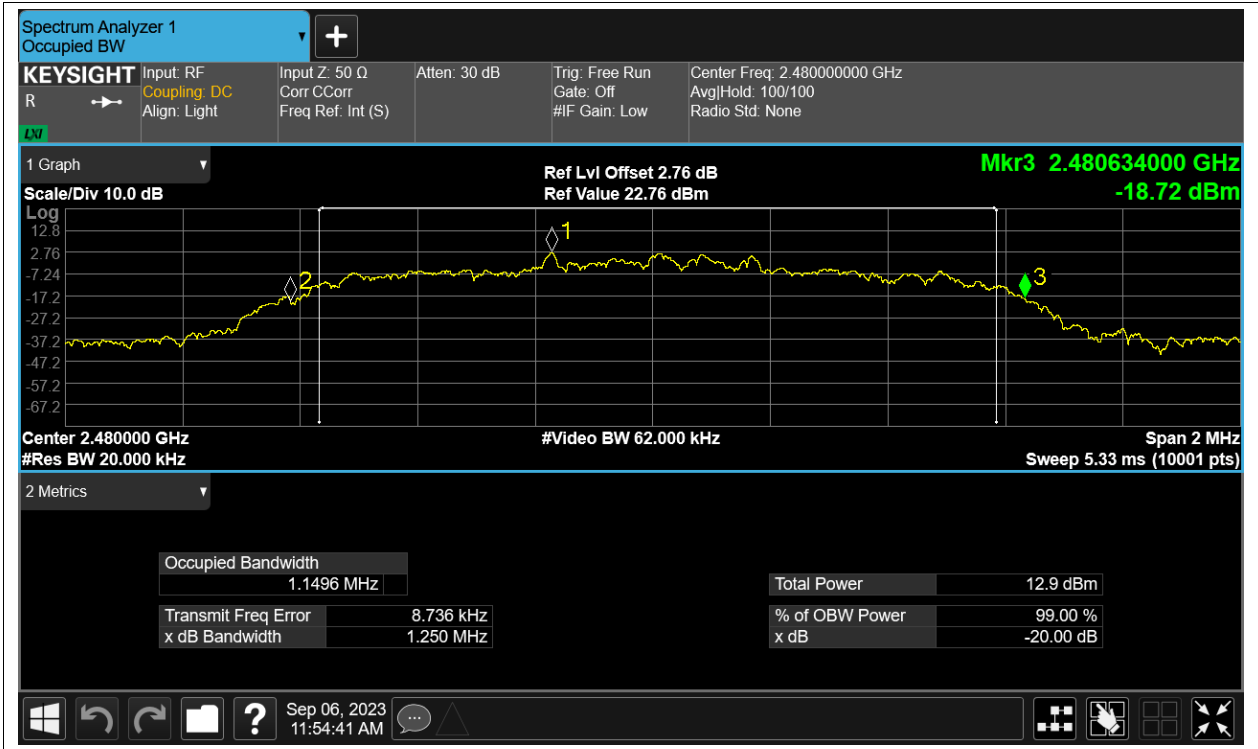 Spectrum Analyzer 1
Occupied BW
KEYSIGHT
R
LXI
Input: RF
Coupling: DC
Align: Light
Input Z: 50 Ω
Corr CCorr
Freq Ref: Int (S)
Atten: 30 dB
Trig: Free Run
Gate: Off
#IF Gain: Low
Center Freq: 2.480000000 GHz
Avg|Hold: 100/100
Radio Std: None
1 Graph
Scale/Div 10.0 dB
Ref Lvl Offset 2.76 dB
Ref Value 22.76 dBm
Mkr3 2.480634000 GHz
-18.72 dBm
Log
12.8
2.76
-7.24
-17.2
-27.2
-37.2
-47.2
-57.2
-67.2
1
2
3
Center 2.480000 GHz
#Video BW 62.000 kHz
Span 2 MHz
#Res BW 20.000 kHz
Sweep 5.33 ms (10001 pts)
2 Metrics
Occupied Bandwidth
1.1496 MHz
Total Power 12.9 dBm
Transmit Freq Error 8.736 kHz
% of OBW Power 99.00 %
x dB Bandwidth 1.250 MHz
x dB -20.00 dB
?
Sep 06, 2023
11:54:41 AM